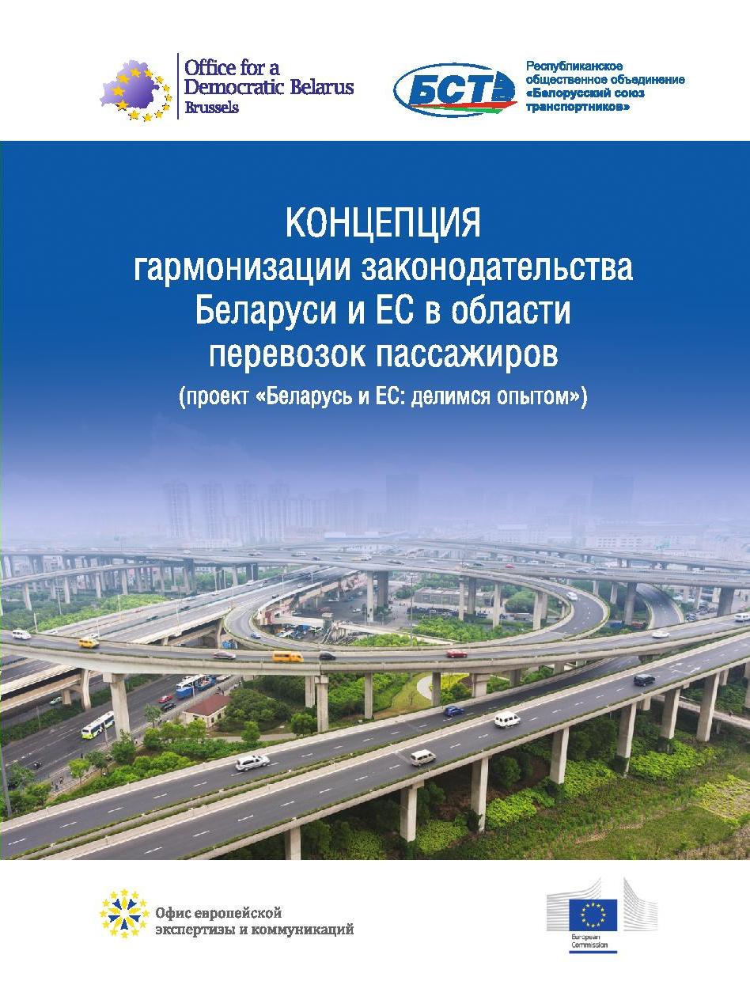 Office for a
Democratic Belarus
Brussels
БСТ
Республиканское
общественное объединение
«Белорусский союз
транспортников»
КОНЦЕПЦИЯ
гармонизации законодательства
Беларуси и ЕС в области
перевозок пассажиров
(проект «Беларусь и ЕС: делимся опытом»)
Офис европейской
экспертизы и коммуникаций
European
Commission